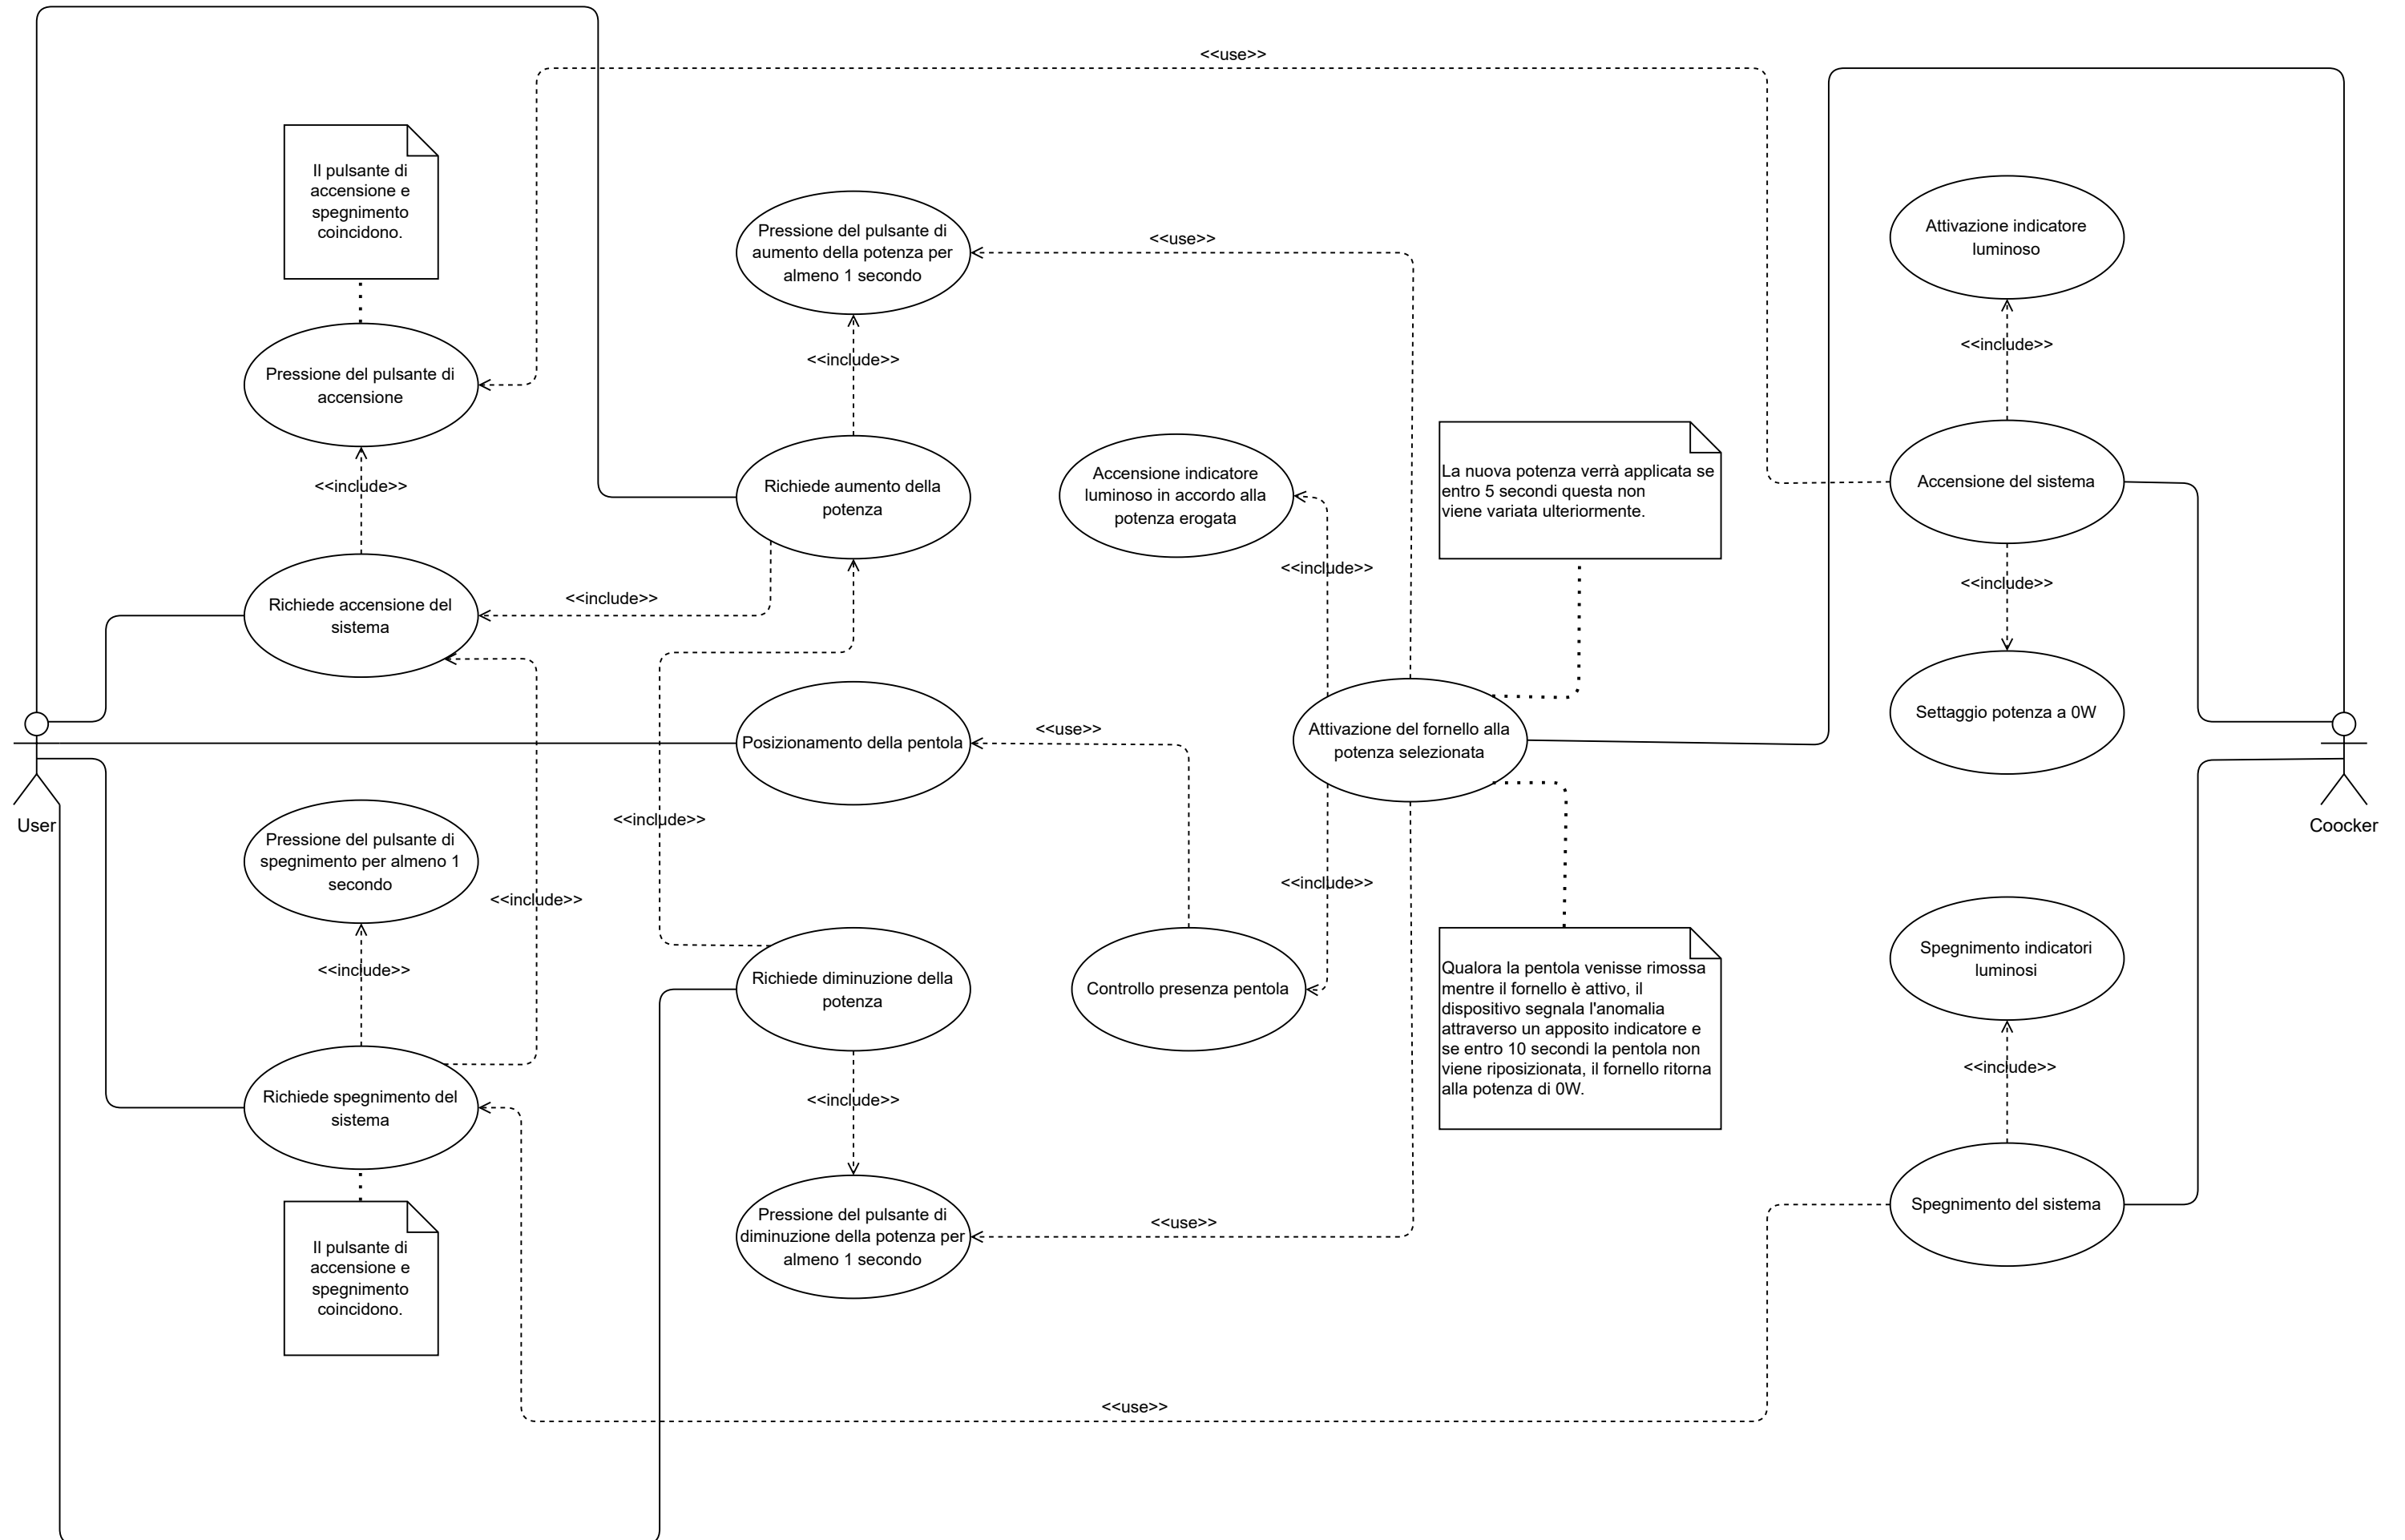 <<use>>
Il pulsante di
accensione e
spegnimento
coincidono.
Pressione del pulsante di
aumento della potenza per
almeno 1 secondo
<<use>>
Attivazione indicatore
luminoso
<<include>>
<<include>>
Pressione del pulsante di
accensione
<<include>>
Richiede aumento della
potenza
Accensione indicatore
luminoso in accordo alla
potenza erogata
La nuova potenza verrà applicata se
entro 5 secondi questa non
viene variata ulteriormente.
Accensione del sistema
<<include>>
<<include>>
<<include>>
Richiede accensione del
sistema
Posizionamento della pentola
<<use>>
Attivazione del fornello alla
potenza selezionata
Settaggio potenza a 0W
User
Coocker
<<include>>
Pressione del pulsante di
spegnimento per almeno 1
secondo
<<include>>
<<include>>
<<include>>
Richiede diminuzione della
potenza
Controllo presenza pentola
Qualora la pentola venisse rimossa
mentre il fornello è attivo, il
dispositivo segnala l'anomalia
attraverso un apposito indicatore e
se entro 10 secondi la pentola non
viene riposizionata, il fornello ritorna
alla potenza di 0W.
Spegnimento indicatori
luminosi
<<include>>
<<include>>
Richiede spegnimento del
sistema
Pressione del pulsante di
diminuzione della potenza per
almeno 1 secondo
<<use>>
Spegnimento del sistema
Il pulsante di
accensione e
spegnimento
coincidono.
<<use>>